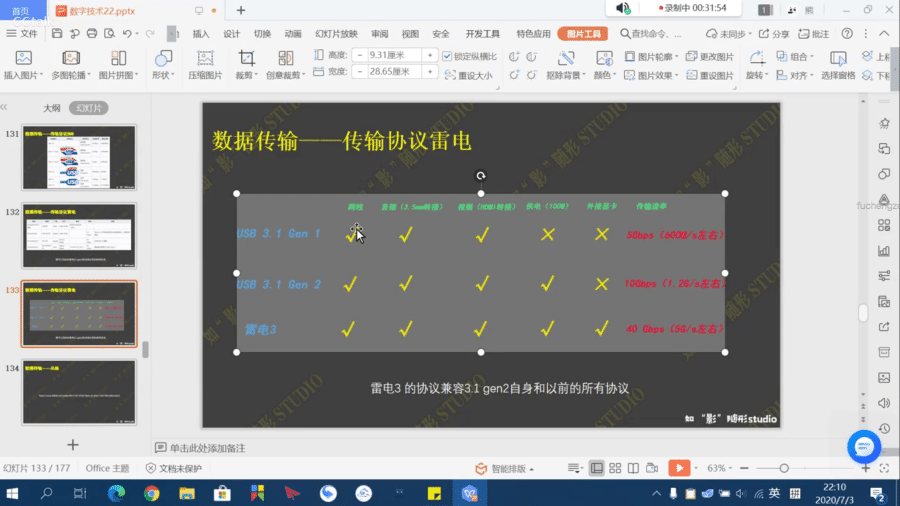 首页
CCtalk
数字技术22.pptx
录制中 00:31:54
1
熊
文件
插入 设计 切换 动画 幻灯片放映 审阅 视图 安全 开发工具 特色应用 图片工具 查找命令、...
未同步 分享 批注
插入图片 多图轮播 图片拼图 形状 压缩图片 裁剪 创意裁剪
高度: 9.31厘米
宽度: 28.65厘米
锁定纵横比
重设大小
抠除背景 颜色
图片轮廓 更改图片
图片效果 重设图片
旋转 组合
对齐
选择窗格 上移
下移
大纲 幻灯片
131
132
133
134
数据传输——传输协议雷电
音频（3.5mm转接） 视频（HDMI转接） 供电（100W） 外接显卡 传输速率
USB 3.1 Gen 1 5Gbps（600M/s左右）
USB 3.1 Gen 2 10Gbps（1.2G/s左右）
雷电3 40 Gbps（5G/s左右）
雷电3 的协议兼容3.1 gen2自身和以前的所有协议
如 “影” 随形studio
fuchengze
单击此处添加备注
幻灯片 133 / 177 Office 主题 文档未保护 智能排版 63%
英
22:10
2020/7/3
2